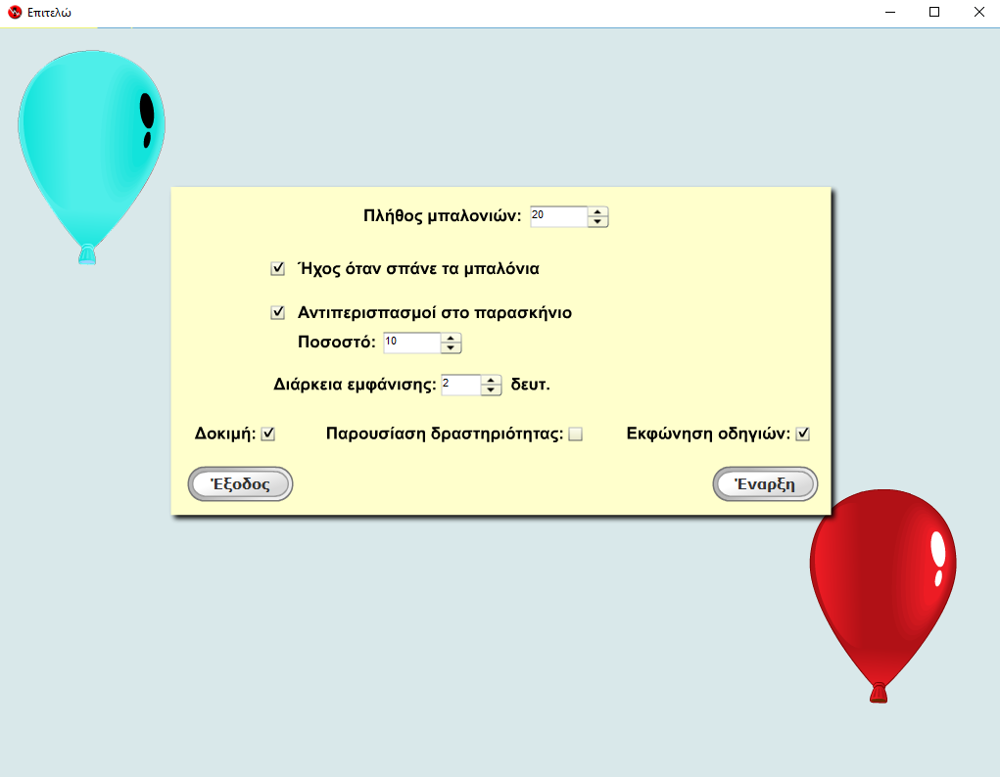 Επιτελώ
Πλήθος μπαλονιών: 20
Ήχος όταν σπάνε τα μπαλόνια
Αντιπερισπασμοί στο παρασκήνιο
Ποσοστό: 10
Διάρκεια εμφάνισης: 2 δευτ.
Δοκιμή: Παρουσίαση δραστηριότητας: Εκφώνηση οδηγιών:
Έξοδος Έναρξη